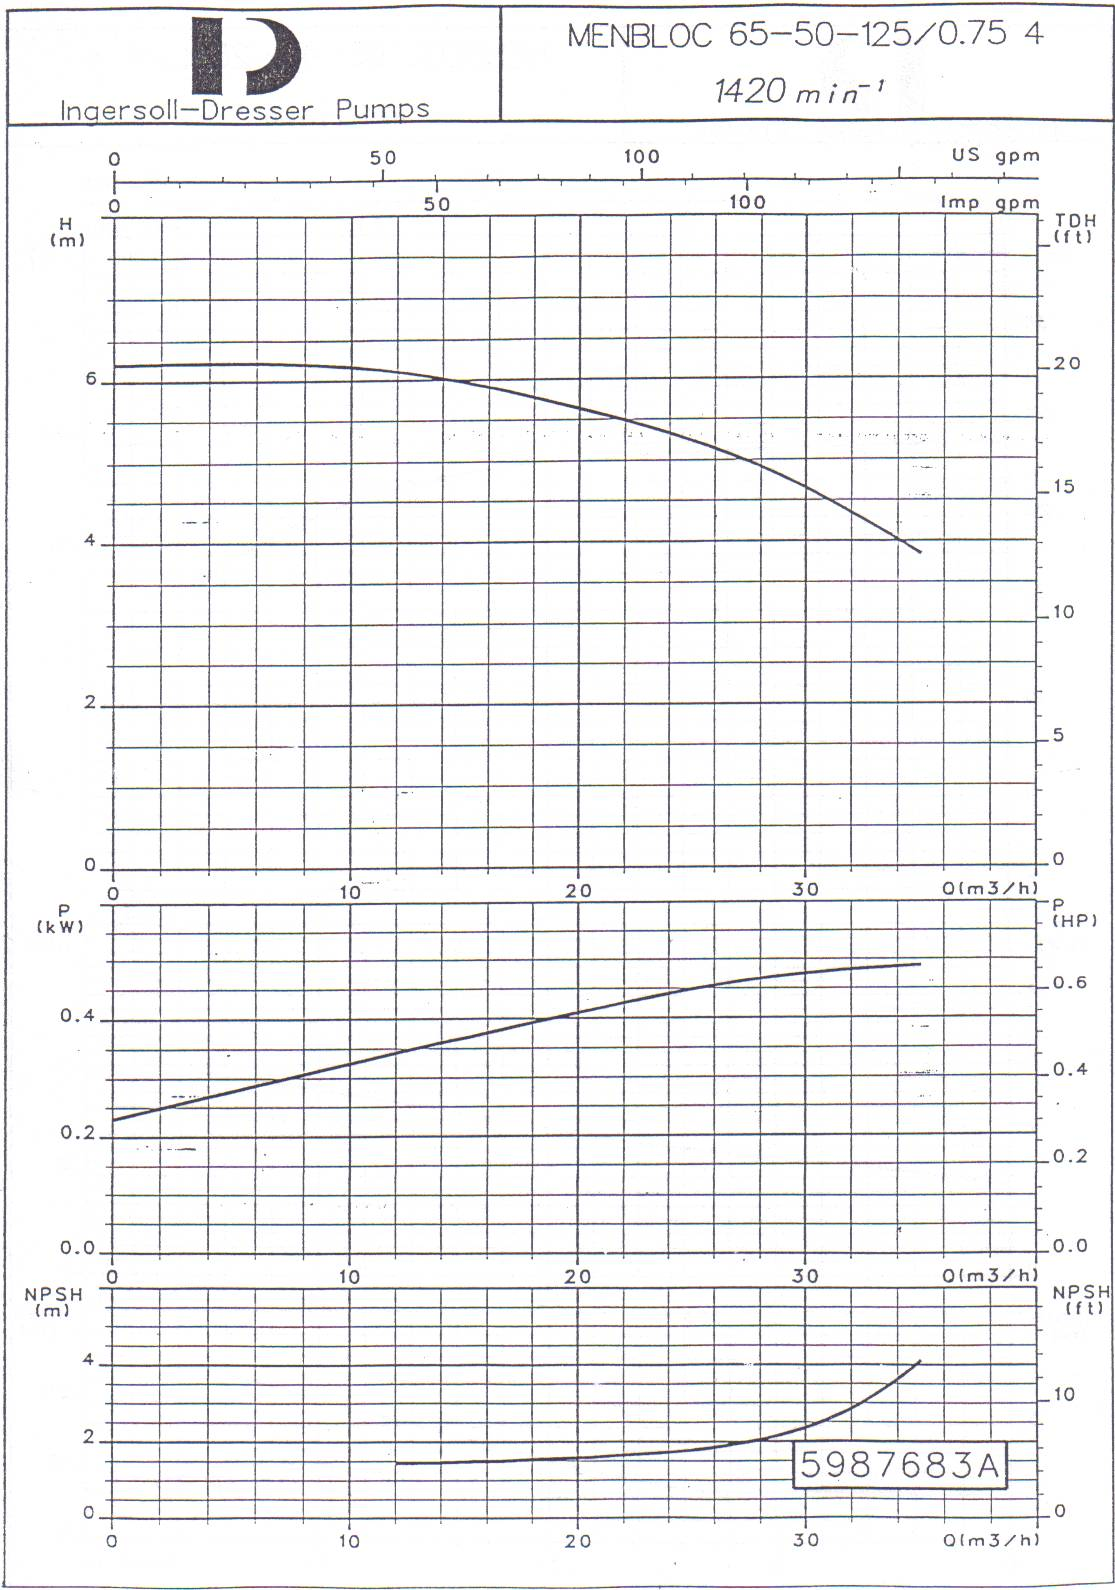 MENBLOC 65-50-125/0.75 4
1420 min⁻¹
Ingersoll-Dresser Pumps
0 50 100 US gpm
0 50 100 Imp gpm
H
(m)
TDH
(ft)
6
4
2
0
20
15
10
5
0
0 10 20 30 Q(m3/h)
P
(kW)
P
(HP)
0.4
0.2
0.0
0.6
0.4
0.2
0.0
0 10 20 30 Q(m3/h)
NPSH
(m)
NPSH
(ft)
4
2
0
10
0
5987683A
0 10 20 30 Q(m3/h)